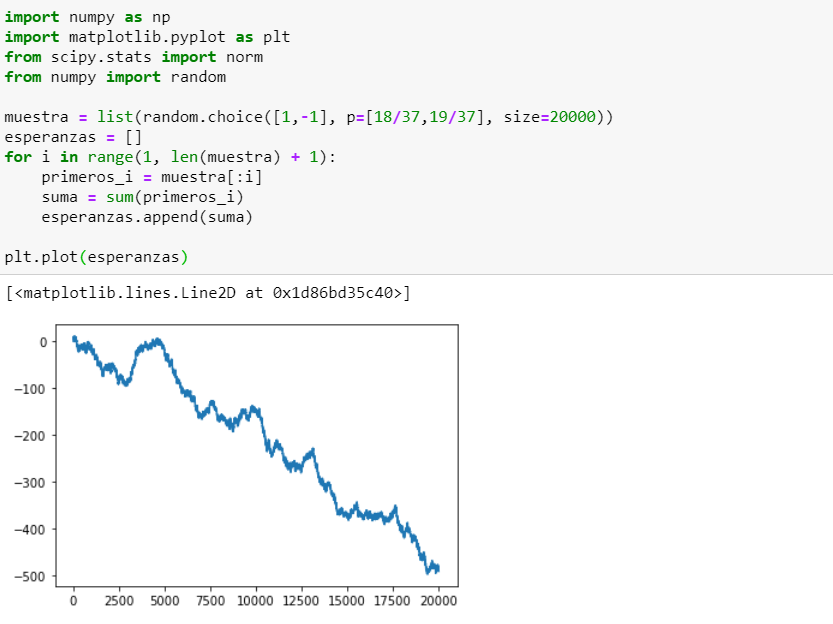 import numpy as np
import matplotlib.pyplot as plt
from scipy.stats import norm
from numpy import random

muestra = list(random.choice([1,-1], p=[18/37,19/37], size=20000))
esperanzas = []
for i in range(1, len(muestra) + 1):
    primeros_i = muestra[:i]
    suma = sum(primeros_i)
    esperanzas.append(suma)

plt.plot(esperanzas)
[<matplotlib.lines.Line2D at 0x1d86bd35c40>]
0
−100
−200
−300
−400
−500
0 2500 5000 7500 10000 12500 15000 17500 20000